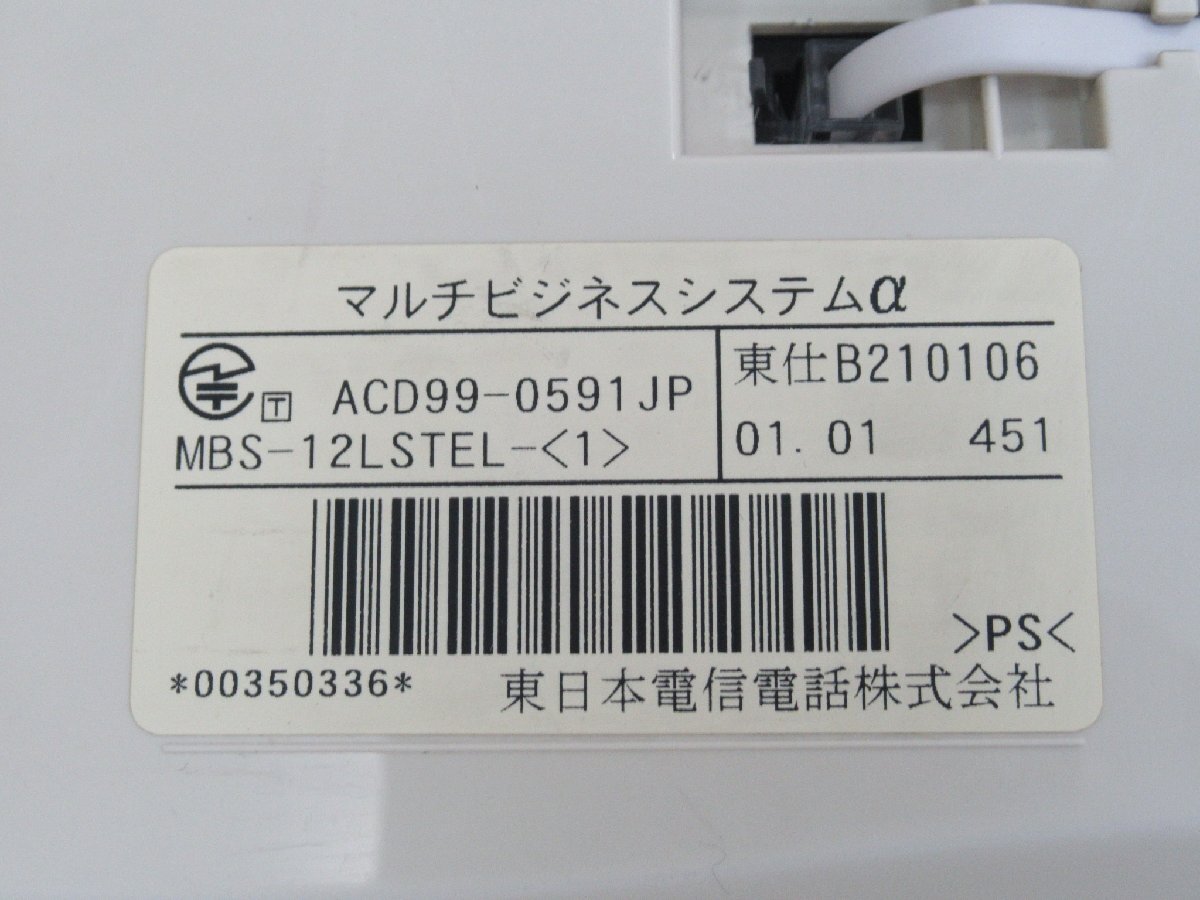 マルチビジネスシステムα
T ACD99-0591JP
MBS-12LSTEL-<1>
東仕B210106
01.01 451
>PS<
*00350336*
東日本電信電話株式会社